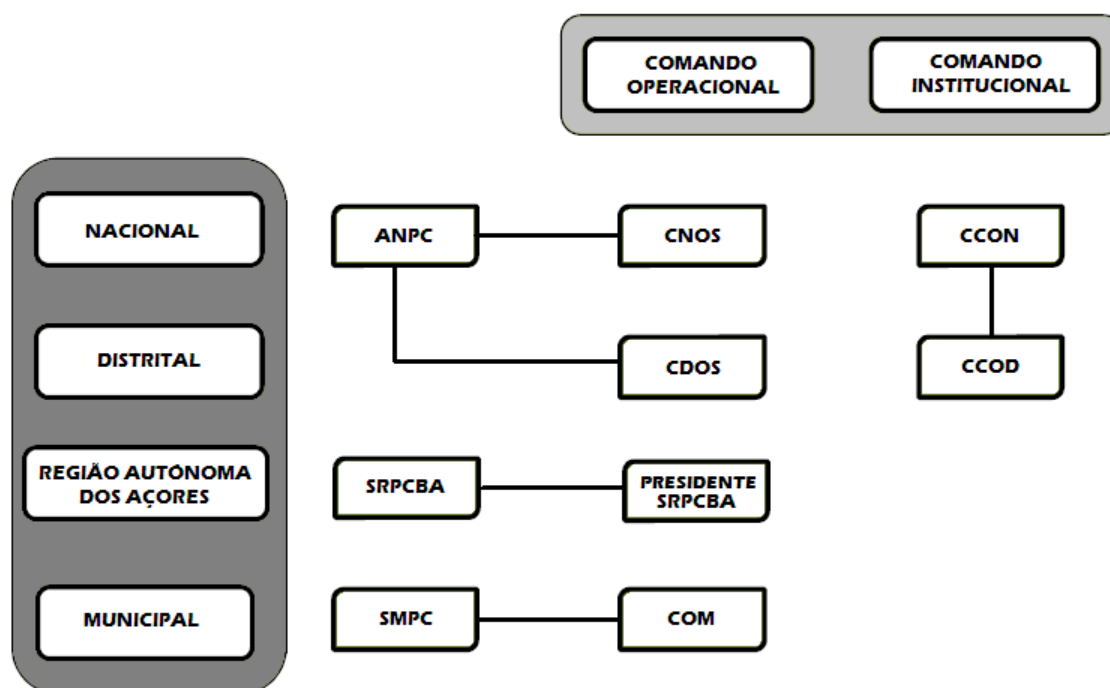 COMANDO
OPERACIONAL
COMANDO
INSTITUCIONAL
NACIONAL
ANPC
CNOS
CCON
DISTRITAL
CDOS
CCOD
REGIÃO AUTÓNOMA
DOS AÇORES
SRPCBA
PRESIDENTE
SRPCBA
MUNICIPAL
SMPC
COM